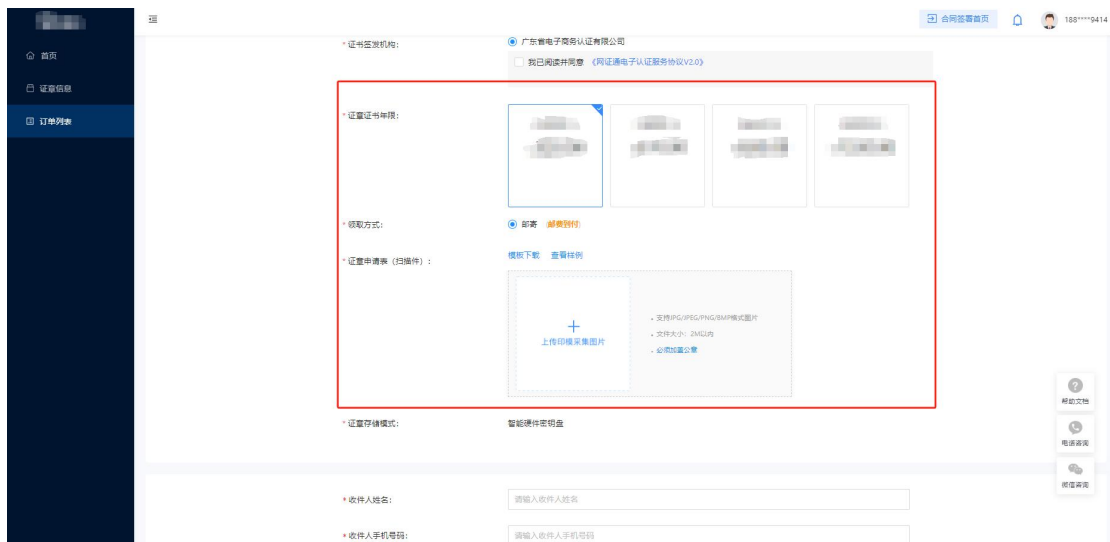 合同签署首页
188****9414
首页
证章信息
订单列表
* 证书签发机构：
广东省电子商务认证有限公司
我已阅读并同意 《网证通电子认证服务协议V2.0》
* 证章证书年限：
* 领取方式：
邮寄 (邮费到付)
* 证章申请表（扫描件）：
模板下载 查看样例
上传印模采集图片
支持JPG/JPEG/PNG/BMP格式图片
文件大小：2M以内
必须加盖公章
* 证章存储模式：
智能硬件密钥盘
* 收件人姓名：
请输入收件人姓名
* 收件人手机号码：
请输入收件人手机号码
帮助文档
电话咨询
微信咨询